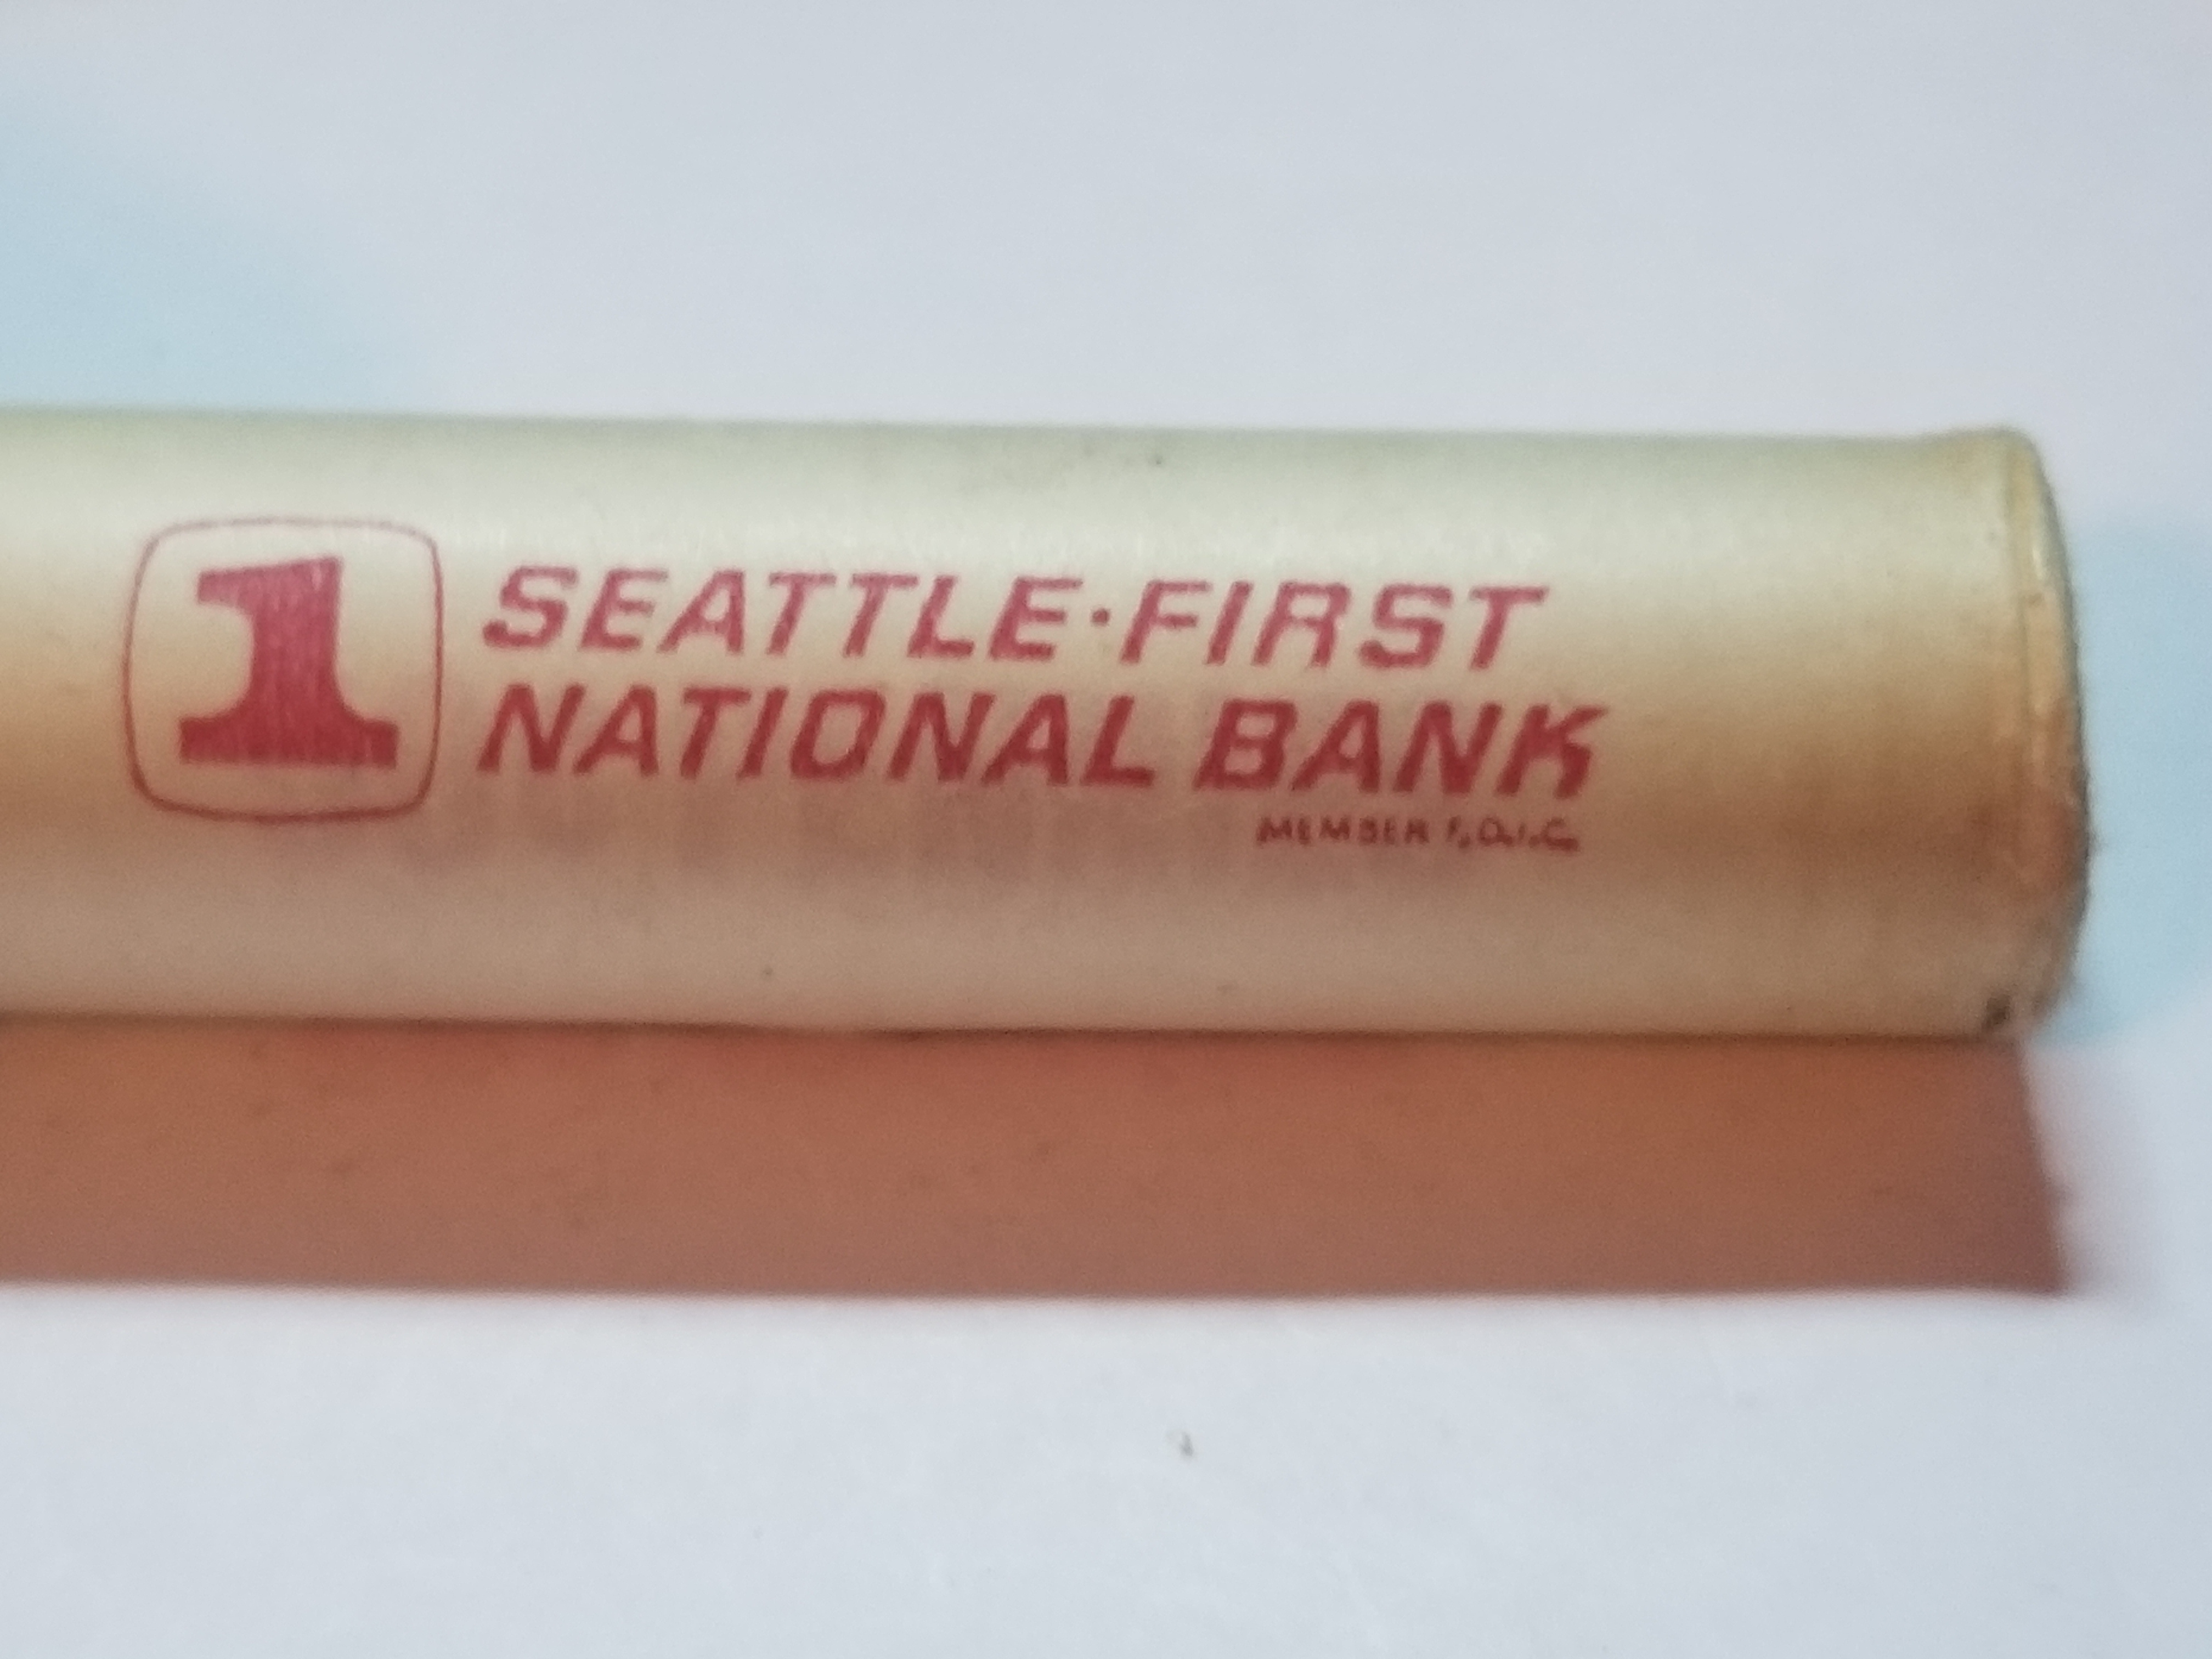 1
SEATTLE·FIRST
NATIONAL BANK
MEMBER F.D.I.C.